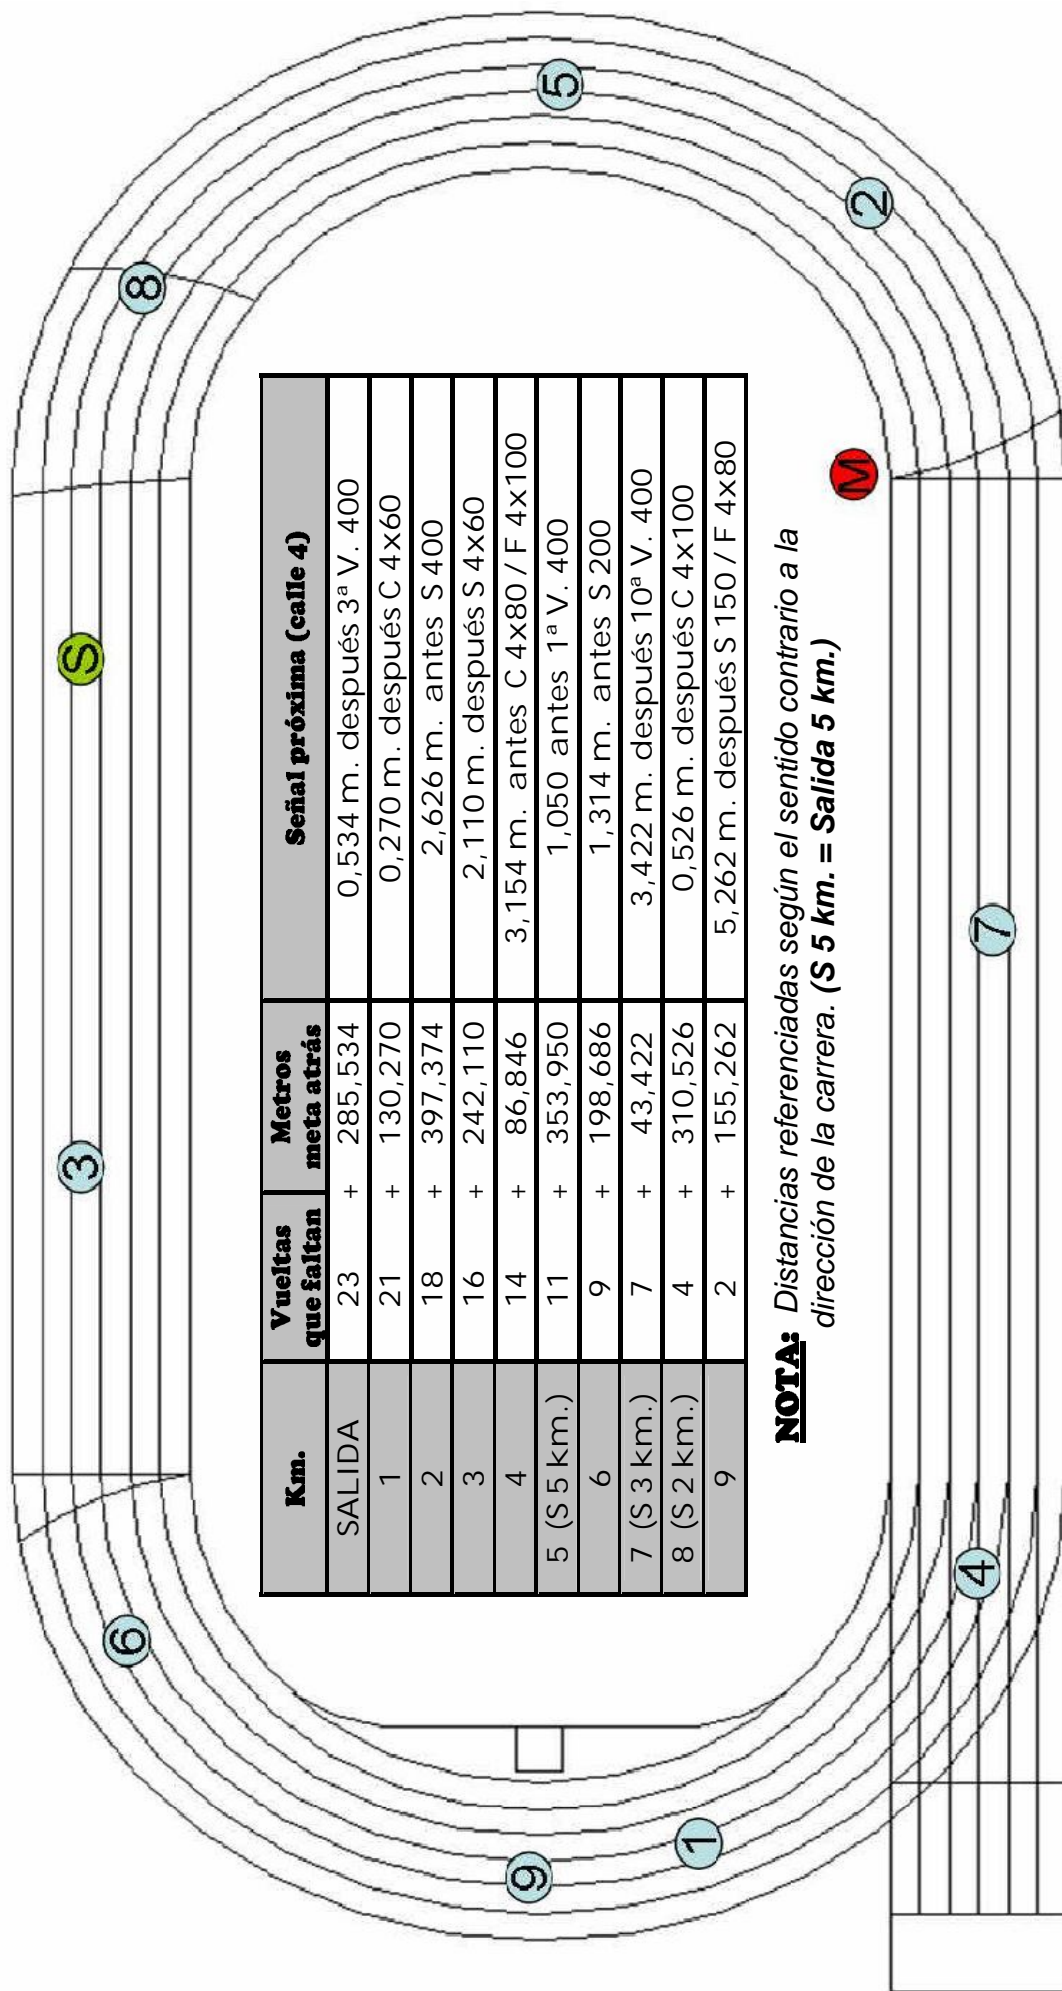 8
5
2
S
3
6
9
1
4
7
M
Km. Vueltas que faltan Metros meta atrás Señal próxima (calle 4)
SALIDA 23 + 285,534 0,534 m. después 3ª V. 400
1 21 + 130,270 0,270 m. después C 4x60
2 18 + 397,374 2,626 m. antes S 400
3 16 + 242,110 2,110 m. después S 4x60
4 14 + 86,846 3,154 m. antes C 4x80 / F 4x100
5 (S 5 km.) 11 + 353,950 1,050 antes 1ª V. 400
6 9 + 198,686 1,314 m. antes S 200
7 (S 3 km.) 7 + 43,422 3,422 m. después 10ª V. 400
8 (S 2 km.) 4 + 310,526 0,526 m. después C 4x100
9 2 + 155,262 5,262 m. después S 150 / F 4x80
NOTA: Distancias referenciadas según el sentido contrario a la
dirección de la carrera. (S 5 km. = Salida 5 km.)